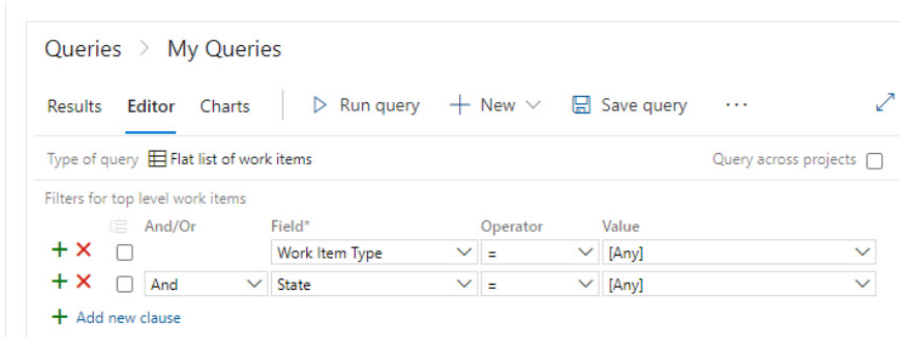 Queries > My Queries
Results Editor Charts Run query New Save query ...
Type of query Flat list of work items Query across projects
Filters for top level work items
And/Or Field* Operator Value
Work Item Type = [Any]
And State = [Any]
Add new clause